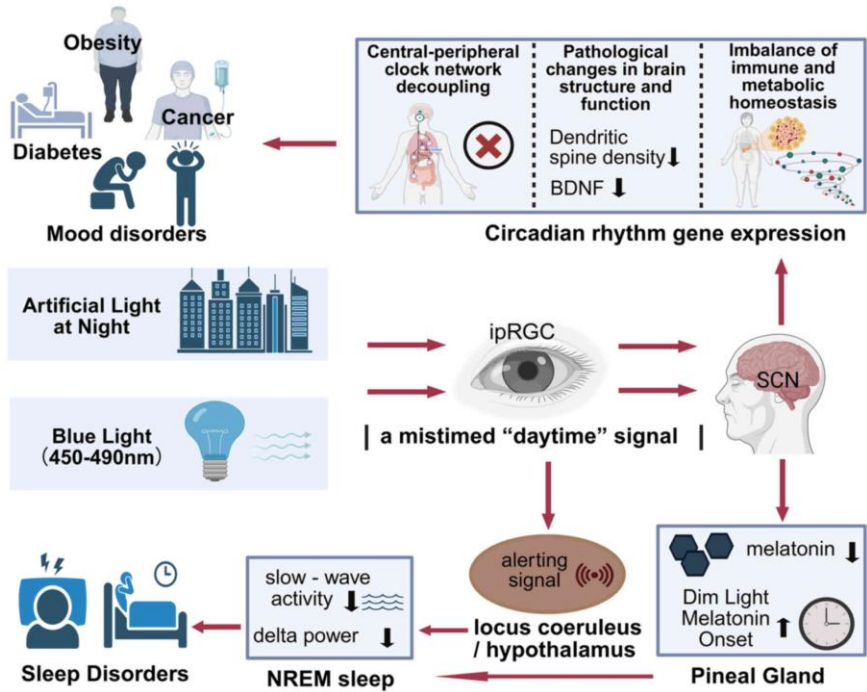 Obesity
Cancer
Diabetes
Mood disorders
Central-peripheral
clock network
decoupling
Pathological
changes in brain
structure and
function
Dendritic
spine density
BDNF
Imbalance of
immune and
metabolic
homeostasis
Circadian rhythm gene expression
Artificial Light
at Night
ipRGC
SCN
Blue Light
(450-490nm)
a mistimed “daytime” signal
alerting
signal
locus coeruleus
/ hypothalamus
melatonin
Dim Light
Melatonin
Onset
Pineal Gland
slow - wave
activity
delta power
NREM sleep
Sleep Disorders